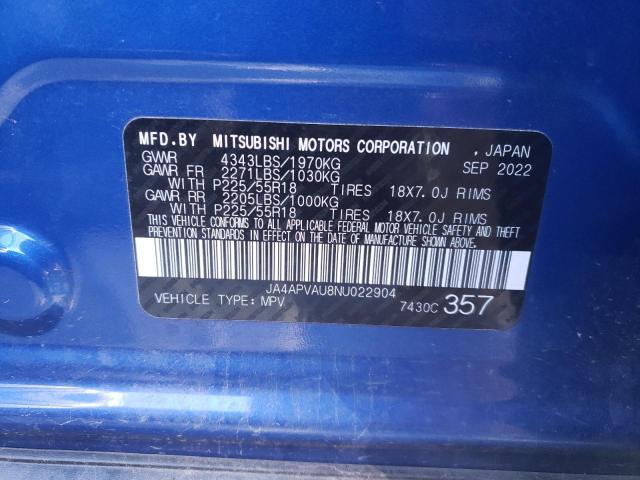 MFD.BY MITSUBISHI MOTORS CORPORATION , JAPAN
GVWR 4343LBS/1970KG SEP 2022
GAWR FR 2271LBS/1030KG
WITH P225/55R18 TIRES 18X7.0J RIMS
GAWR RR 2205LBS/1000KG
WITH P225/55R18 TIRES 18X7.0J RIMS
THIS VEHICLE CONFORMS TO ALL APPLICABLE U.S. FEDERAL MOTOR VEHICLE SAFETY AND THEFT
PREVENTION STANDARDS IN EFFECT ON THE DATE OF MANUFACTURE SHOWN ABOVE.
JA4APVAU8NU022904
VEHICLE TYPE: MPV 7430C 357